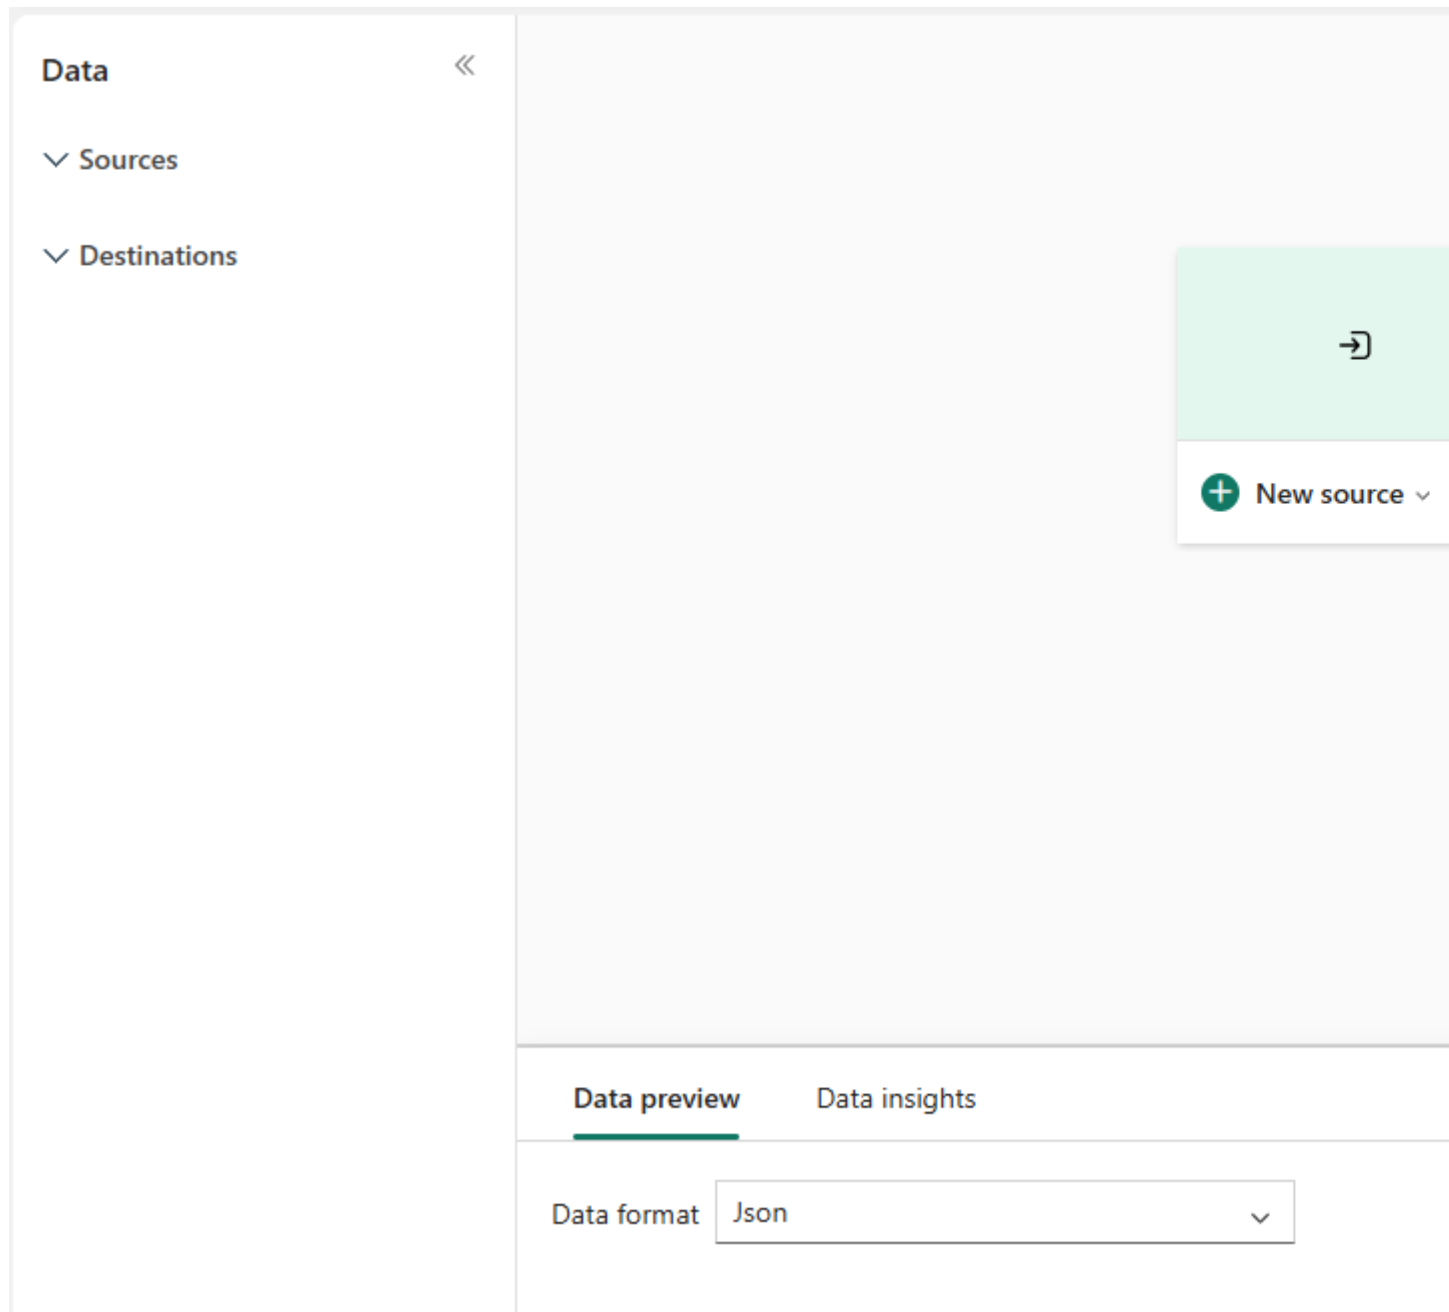 Data
Sources
Destinations
New source
Data preview
Data insights
Data format
Json